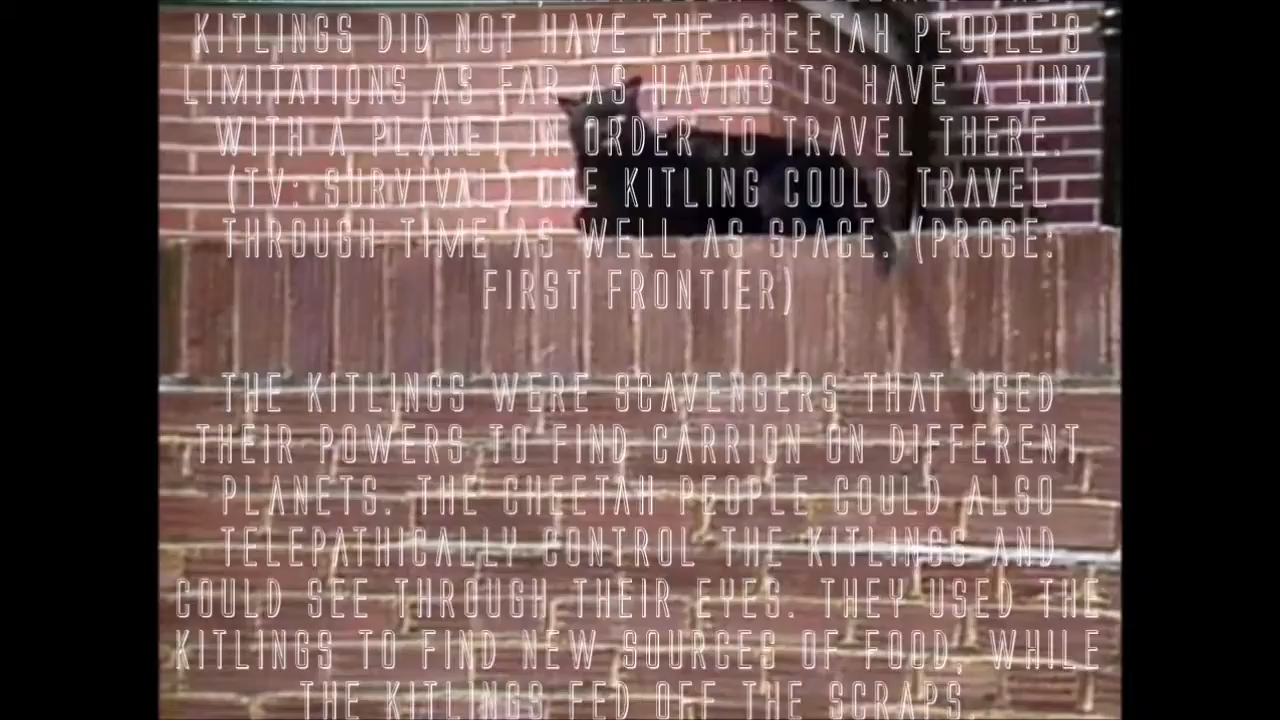 KITLINGS DID NOT HAVE THE CHEETAH PEOPLE'S
LIMITATIONS AS FAR AS HAVING TO HAVE A LINK
WITH A PLANET IN ORDER TO TRAVEL THERE.
(TV: SURVIVAL) ONE KITLING COULD TRAVEL
THROUGH TIME AS WELL AS SPACE. (PROSE:
FIRST FRONTIER)
THE KITLINGS WERE SCAVENGERS THAT USED
THEIR POWERS TO FIND CARRION ON DIFFERENT
PLANETS. THE CHEETAH PEOPLE COULD ALSO
TELEPATHICALLY CONTROL THE KITLINGS AND
COULD SEE THROUGH THEIR EYES. THEY USED THE
KITLINGS TO FIND NEW SOURCES OF FOOD, WHILE
THE KITLINGS FED OFF THE SCRAPS.